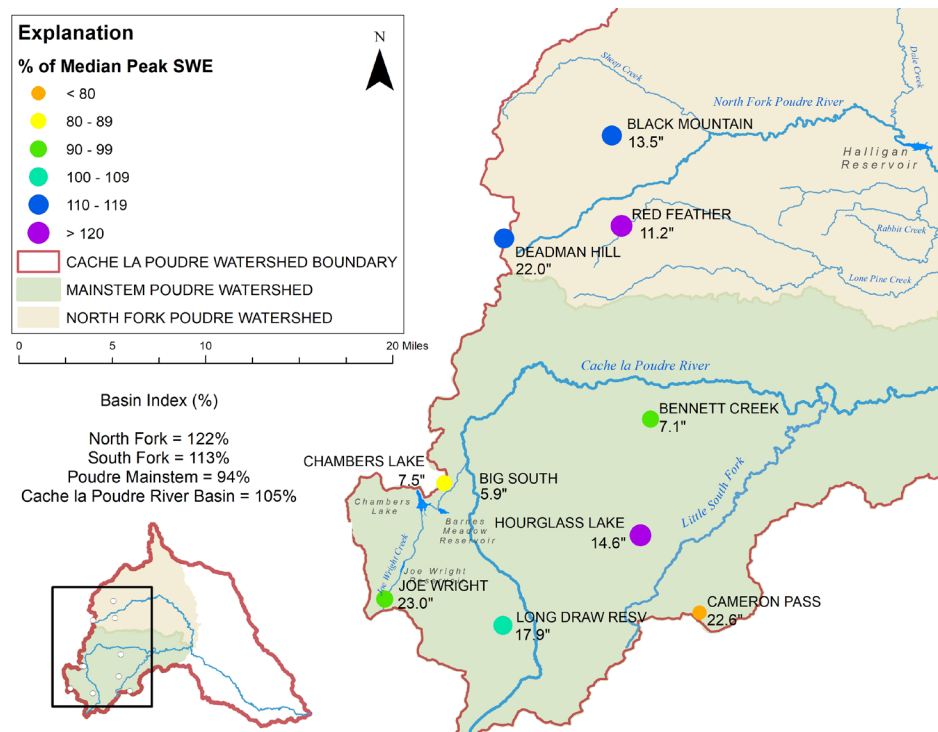 Explanation
% of Median Peak SWE
< 80
80 - 89
90 - 99
100 - 109
110 - 119
> 120
CACHE LA POUDRE WATERSHED BOUNDARY
MAINSTEM POUDRE WATERSHED
NORTH FORK POUDRE WATERSHED
N
0 5 10 20 Miles
Basin Index (%)
North Fork = 122%
South Fork = 113%
Poudre Mainstem = 94%
Cache la Poudre River Basin = 105%
Sheep Creek
Dale Creek
North Fork Poudre River
BLACK MOUNTAIN
13.5"
Halligan
Reservoir
RED FEATHER
11.2"
Rabbit Creek
DEADMAN HILL
22.0"
Lone Pine Creek
Cache la Poudre River
BENNETT CREEK
7.1"
CHAMBERS LAKE
7.5"
BIG SOUTH
5.9"
Chambers
Lake
Barnes
Meadow
Reservoir
HOURGLASS LAKE
14.6"
Little South Fork
Joe Wright Creek
Joe Wright
Reservoir
JOE WRIGHT
23.0"
LONG DRAW RESV
17.9"
CAMERON PASS
22.6"